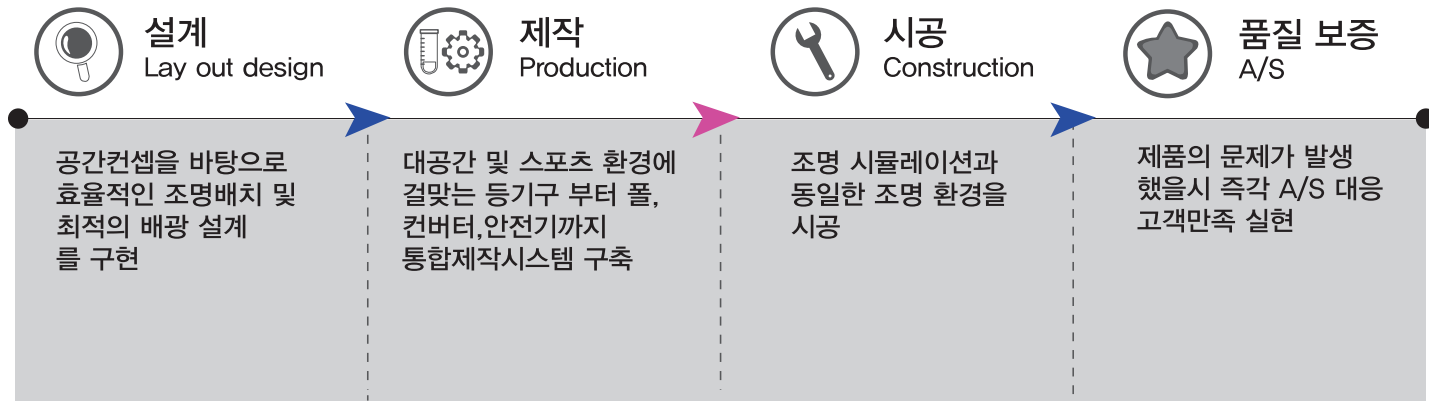 설계
Lay out design
공간컨셉을 바탕으로
효율적인 조명배치 및
최적의 배광 설계
를 구현
제작
Production
대공간 및 스포츠 환경에
걸맞는 등기구 부터 폴,
컨버터,안전기까지
통합제작시스템 구축
시공
Construction
조명 시뮬레이션과
동일한 조명 환경을
시공
품질 보증
A/S
제품의 문제가 발생
했을시 즉각 A/S 대응
고객만족 실현